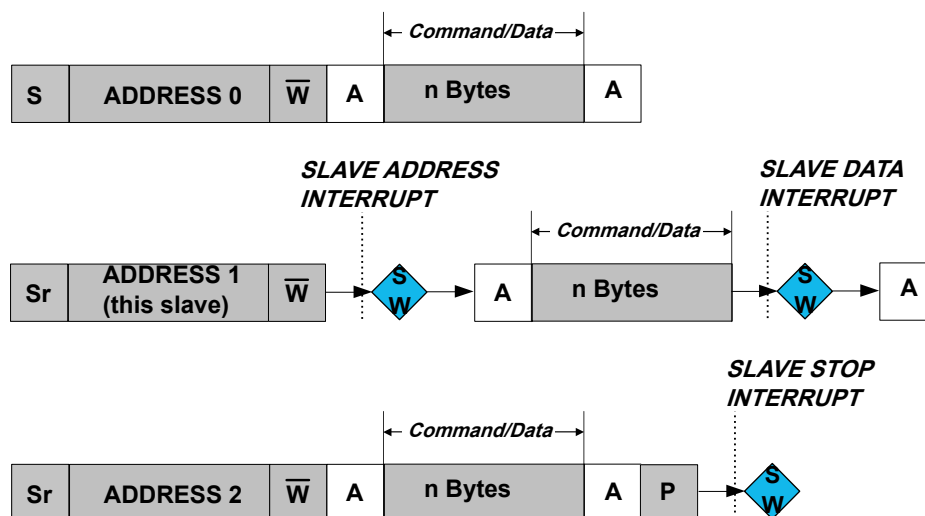 Command/Data
S ADDRESS 0 W̅ A n Bytes A
SLAVE ADDRESS INTERRUPT
SLAVE DATA INTERRUPT
Command/Data
Sr ADDRESS 1 (this slave) W̅ S W A n Bytes S W A
SLAVE STOP INTERRUPT
Command/Data
Sr ADDRESS 2 W̅ A n Bytes A P S W